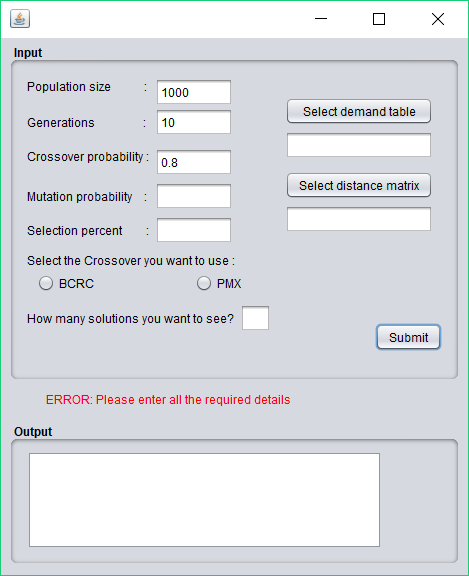 Input
Population size : 1000
Generations : 10
Crossover probability : 0.8
Mutation probability :
Selection percent :
Select demand table
Select distance matrix
Select the Crossover you want to use :
BCRC PMX
How many solutions you want to see?
Submit
ERROR: Please enter all the required details
Output